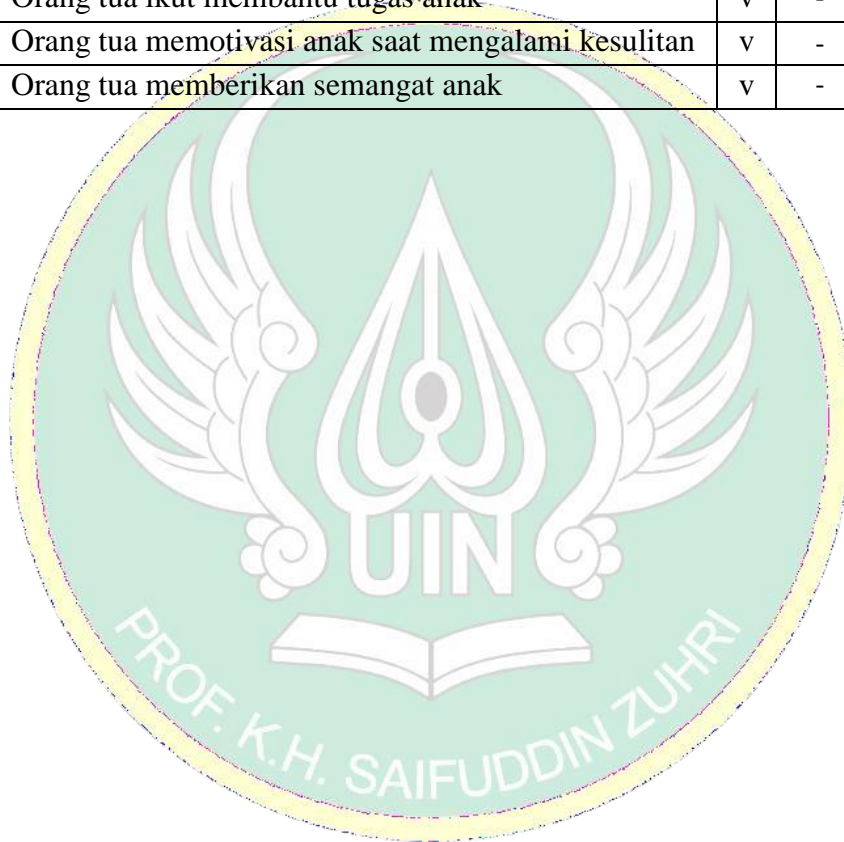 Orang tua ikut membantu tugas anak v -
Orang tua memotivasi anak saat mengalami kesulitan v -
Orang tua memberikan semangat anak v -
UIN
PROF. K.H. SAIFUDDIN ZUHRI